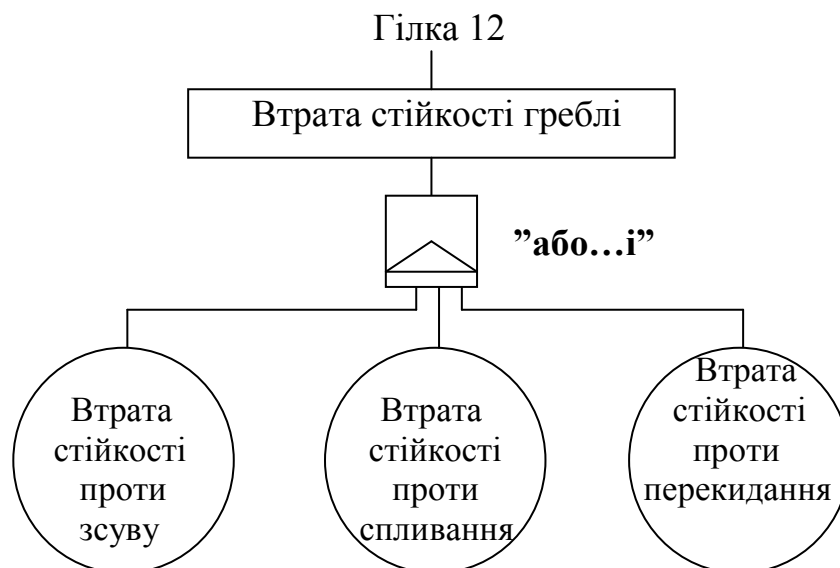 Гілка 12
Втрата стійкості греблі
”або…і”
Втрата
стійкості
проти
зсуву
Втрата
стійкості
проти
спливання
Втрата
стійкості
проти
перекидання